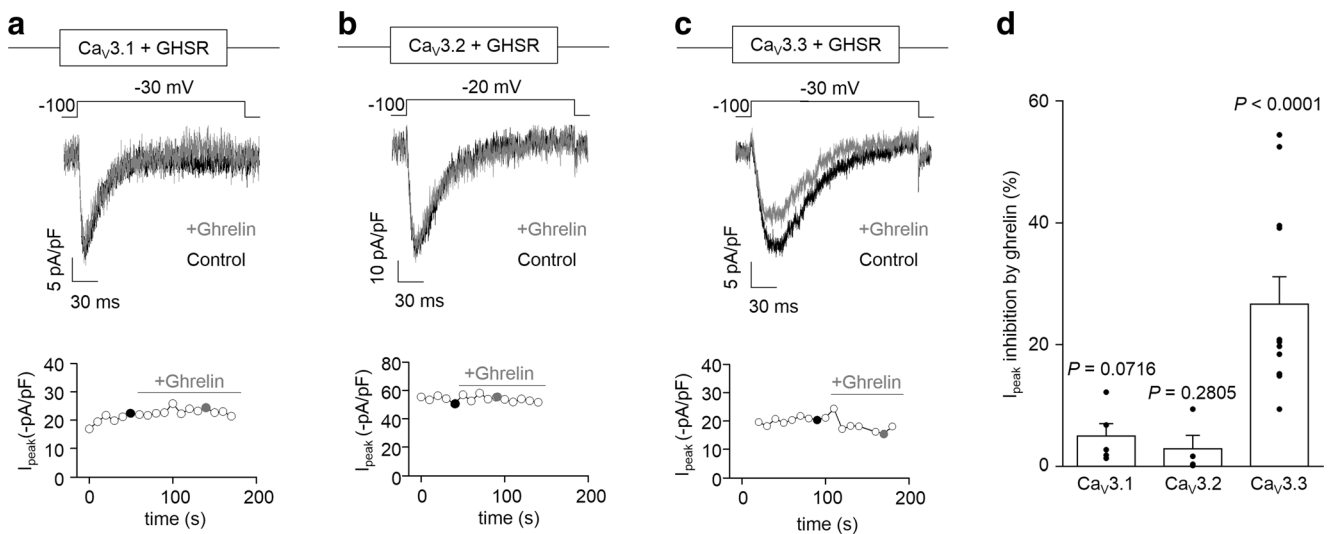 a
CaV3.1 + GHSR
-30 mV
-100
+Ghrelin
Control
5 pA/pF
30 ms
+Ghrelin
Ipeak(-pA/pF)
40
30
20
10
0
0 100 200
time (s)
b
CaV3.2 + GHSR
-20 mV
-100
+Ghrelin
Control
10 pA/pF
30 ms
+Ghrelin
Ipeak (-pA/pF)
80
60
40
20
0
0 100 200
time (s)
c
CaV3.3 + GHSR
-30 mV
-100
+Ghrelin
Control
5 pA/pF
30 ms
+Ghrelin
Ipeak (-pA/pF)
40
30
20
10
0
0 100 200
time (s)
d
Ipeak inhibition by ghrelin (%)
60
40
20
0
P = 0.0716
P = 0.2805
P < 0.0001
CaV3.1 CaV3.2 CaV3.3